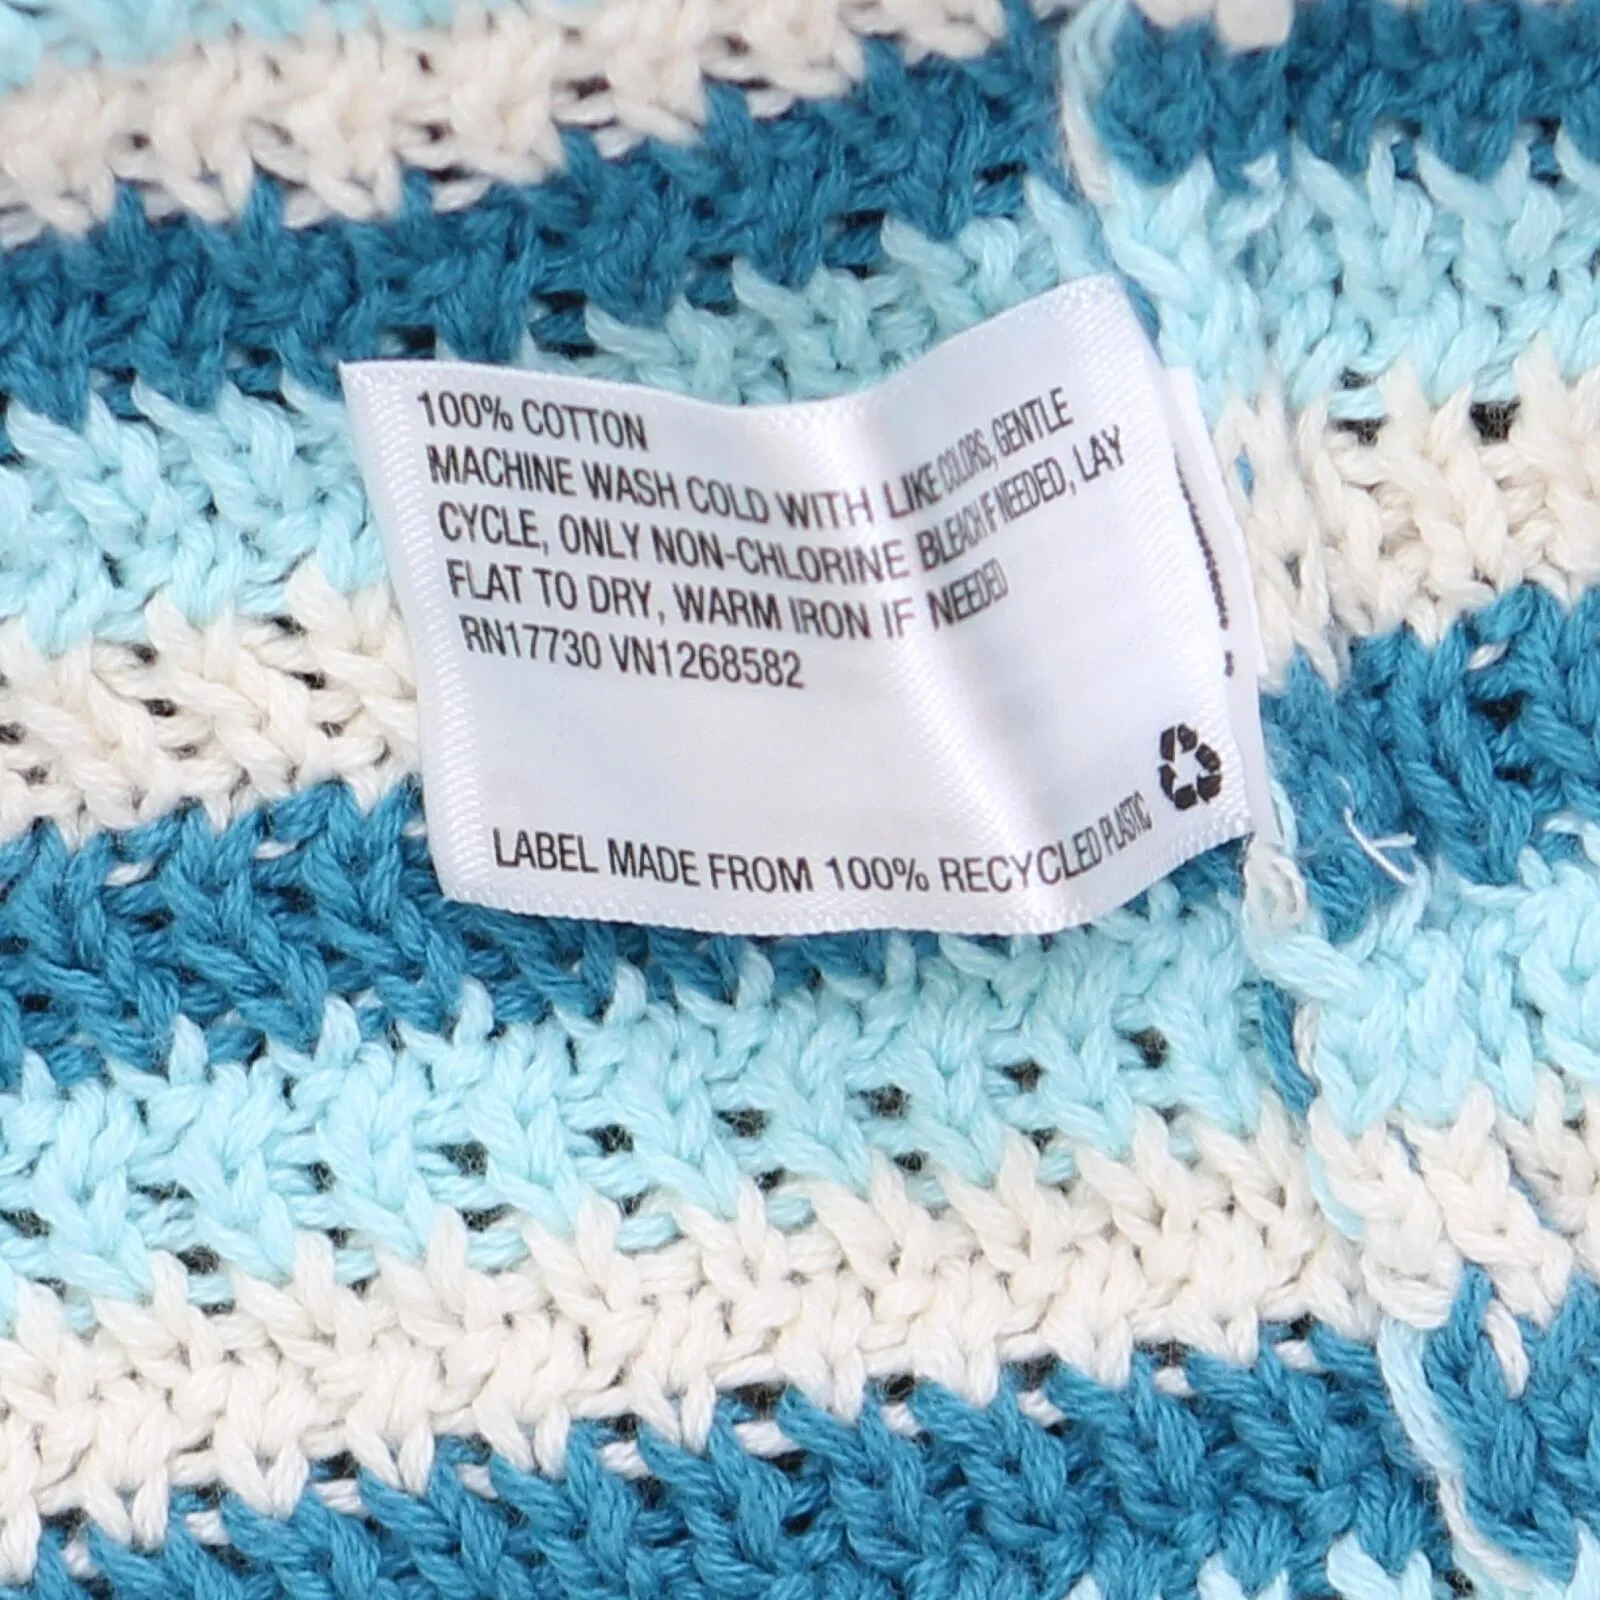 100% COTTON
MACHINE WASH COLD WITH LIKE COLORS, GENTLE
CYCLE, ONLY NON-CHLORINE BLEACH IF NEEDED, LAY
FLAT TO DRY, WARM IRON IF NEEDED
RN17730 VN1268582
LABEL MADE FROM 100% RECYCLED PLASTIC